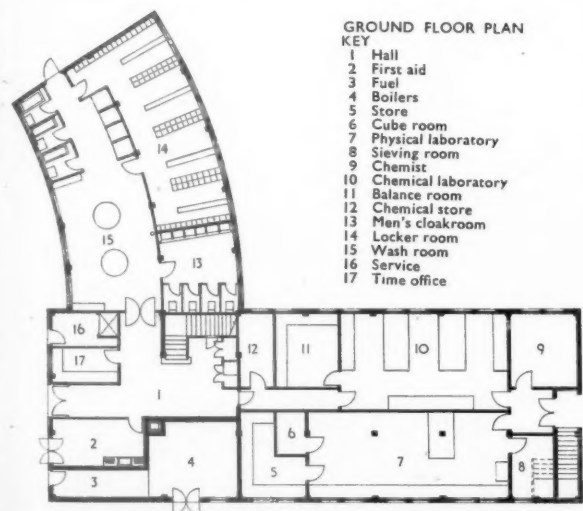 GROUND FLOOR PLAN
KEY
1 Hall
2 First aid
3 Fuel
4 Boilers
5 Store
6 Cube room
7 Physical laboratory
8 Sieving room
9 Chemist
10 Chemical laboratory
11 Balance room
12 Chemical store
13 Men's cloakroom
14 Locker room
15 Wash room
16 Service
17 Time office
14
15
13
16
17
12
11
10
9
1
2
6
7
4
5
8
3